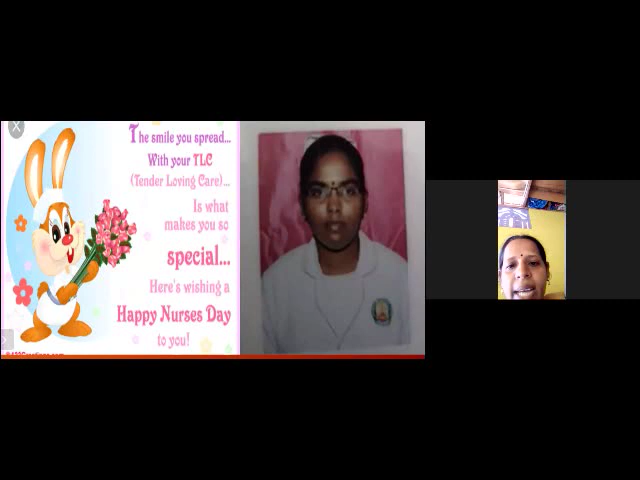 The smile you spread...
With your TLC
(Tender Loving Care)...
Is what
makes you so
special...
Here's wishing a
Happy Nurses Day
to you!